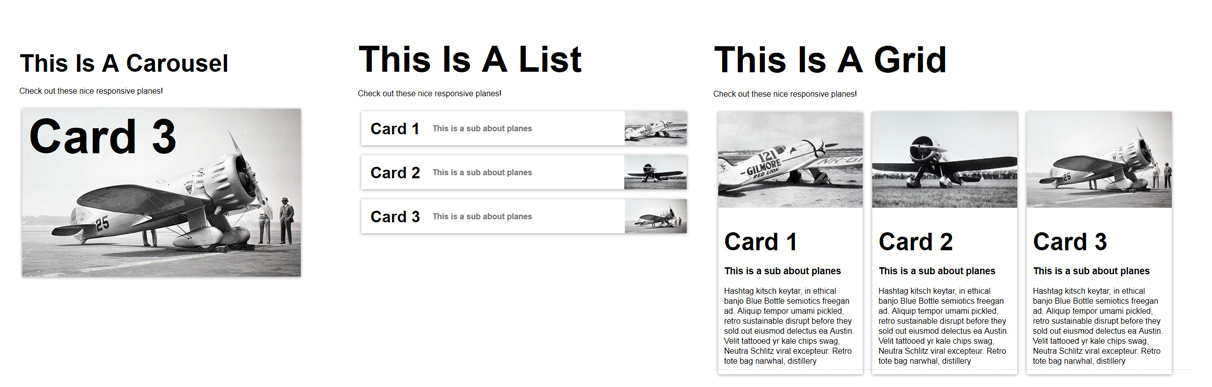 This Is A Carousel
Check out these nice responsive planes!
Card 3
25
This Is A List
Check out these nice responsive planes!
Card 1 This is a sub about planes
Card 2 This is a sub about planes
Card 3 This is a sub about planes
This Is A Grid
Check out these nice responsive planes!
121
GILMORE
RED LION
Card 1
This is a sub about planes
Hashtag kitsch keytar, in ethical
banjo Blue Bottle semiotics freegan
ad. Aliquip tempor umami pickled,
retro sustainable disrupt before they
sold out eiusmod delectus ea Austin.
Velit tattooed yr kale chips swag,
Neutra Schlitz viral excepteur. Retro
tote bag narwhal, distillery
Card 2
This is a sub about planes
Hashtag kitsch keytar, in ethical
banjo Blue Bottle semiotics freegan
ad. Aliquip tempor umami pickled,
retro sustainable disrupt before they
sold out eiusmod delectus ea Austin.
Velit tattooed yr kale chips swag,
Neutra Schlitz viral excepteur. Retro
tote bag narwhal, distillery
25
Card 3
This is a sub about planes
Hashtag kitsch keytar, in ethical
banjo Blue Bottle semiotics freegan
ad. Aliquip tempor umami pickled,
retro sustainable disrupt before they
sold out eiusmod delectus ea Austin.
Velit tattooed yr kale chips swag,
Neutra Schlitz viral excepteur. Retro
tote bag narwhal, distillery